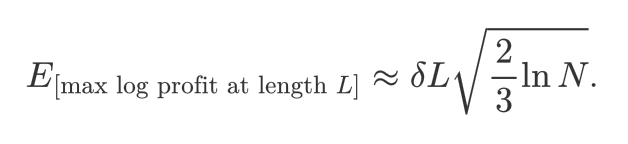 E[max log profit at length L] ≈ δL√(2/3 ln N).